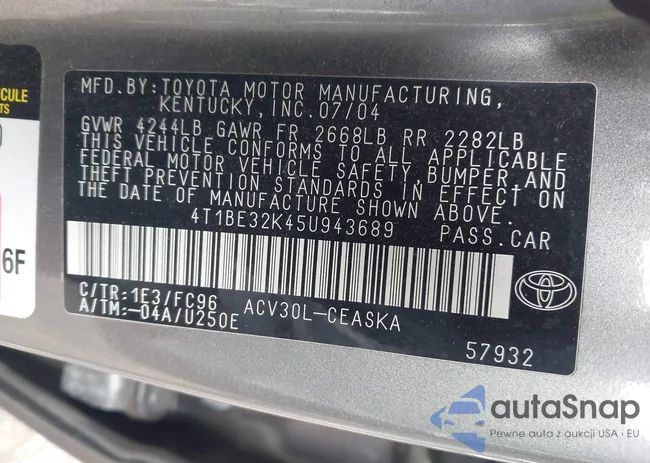 MFD.BY: TOYOTA MOTOR MANUFACTURING,
KENTUCKY, INC. 07/04
GVWR 4244LB GAWR FR 2668LB RR 2282LB
THIS VEHICLE CONFORMS TO ALL APPLICABLE
FEDERAL MOTOR VEHICLE SAFETY, BUMPER, AND
THEFT PREVENTION STANDARDS IN EFFECT ON
THE DATE OF MANUFACTURE SHOWN ABOVE.
4T1BE32K45U943689 PASS.CAR
C/TR: 1E3/FC96 ACV30L-CEASKA
A/TM: -04A/U250E
57932
CULE
TS
6F
autaSnap
Pewne auta z aukcji USA i EU